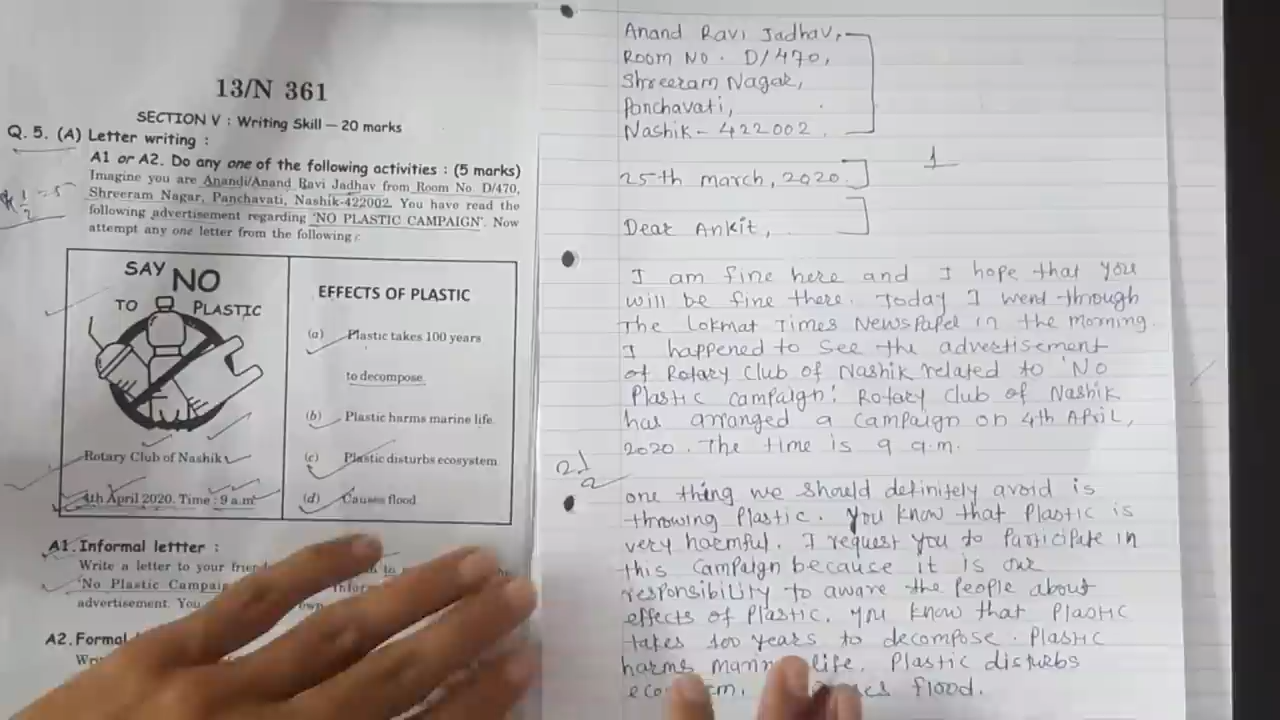 13/N 361
SECTION V : Writing Skill – 20 marks
Q. 5. (A) Letter writing :
A1 or A2. Do any one of the following activities : (5 marks)
Imagine you are Anandi/Anand Ravi Jadhav from Room No. D/470,
Shreeram Nagar, Panchavati, Nashik-422002. You have read the
following advertisement regarding 'NO PLASTIC CAMPAIGN'. Now
attempt any one letter from the following :
SAY NO
TO PLASTIC
Rotary Club of Nashik
4th April 2020. Time : 9 a.m
EFFECTS OF PLASTIC
(a) Plastic takes 100 years
to decompose.
(b) Plastic harms marine life.
(c) Plastic disturbs ecosystem
(d) Causes flood.
A1. Informal lettter :
Write a letter to your
'No Plastic
advertisement. You own
A2.
Anand Ravi Jadhav,
Room No. D/470,
Shreeram Nagar,
Panchavati,
Nashik - 422002.
25th march, 2020.
1
Dear Ankit,
I am fine here and I hope that you
will be fine there. Today I went through
The Lokmat Times Newspaper in the morning.
I happened to see the advertisement
of Rotary Club of Nashik related to 'No
Plastic campaign! Rotary Club of Nashik
has arranged a campaign on 4th April,
2020. The time is 9 a.m.
one thing we should definitely avoid is
throwing Plastic. You know that Plastic is
very harmful. I request you to Participate in
this campaign because it is our
responsibility to aware the People about
effects of Plastic. You know that Plastic
takes 100 years to decompose. Plastic
harms life. Plastic disturbs
flood.